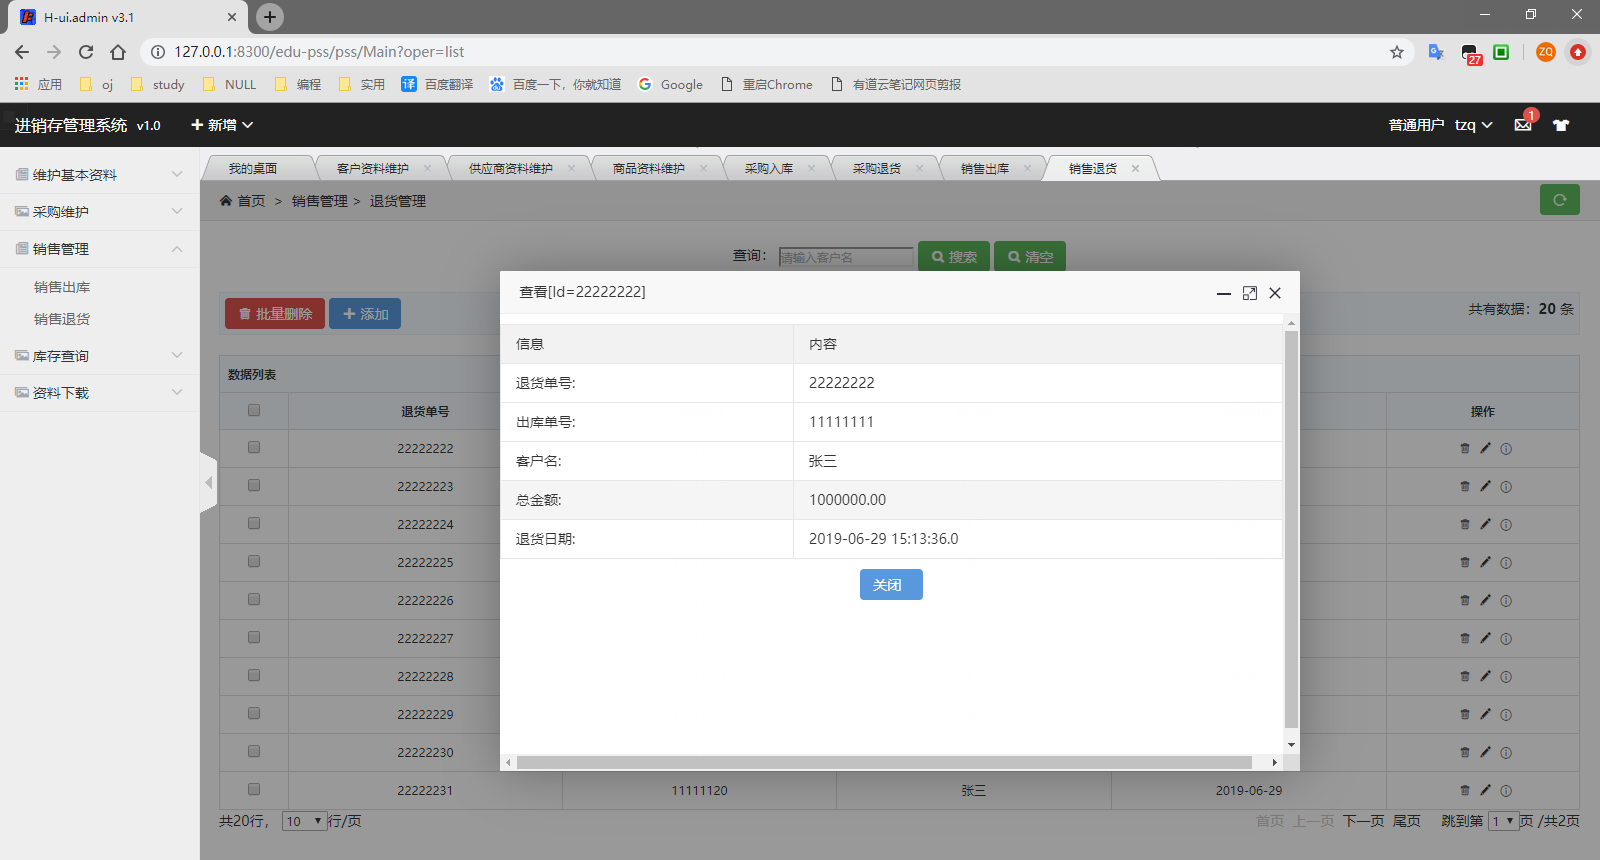 H-ui.admin v3.1
127.0.0.1:8300/edu-pss/pss/Main?oper=list
27
ZQ
应用 oj study NULL 编程 实用 译 百度翻译 百度一下，你就知道 Google 重启Chrome 有道云笔记网页剪报
进销存管理系统 v1.0 新增 普通用户 tzq 1
我的桌面 客户资料维护 供应商资料维护 商品资料维护 采购入库 采购退货 销售出库 销售退货
维护基本资料
采购维护
销售管理
销售出库
销售退货
库存查询
资料下载
首页 > 销售管理 > 退货管理
查询： 请输入客户名 搜索 清空
批量删除 添加 共有数据：20 条
数据列表
退货单号 操作
22222222
22222223
22222224
22222225
22222226
22222227
22222228
22222229
22222230
22222231 11111120 张三 2019-06-29
共20行， 10 行/页 首页 上一页 下一页 尾页 跳到第 1 页 /共2页
查看[Id=22222222]
信息 内容
退货单号: 22222222
出库单号: 11111111
客户名: 张三
总金额: 1000000.00
退货日期: 2019-06-29 15:13:36.0
关闭